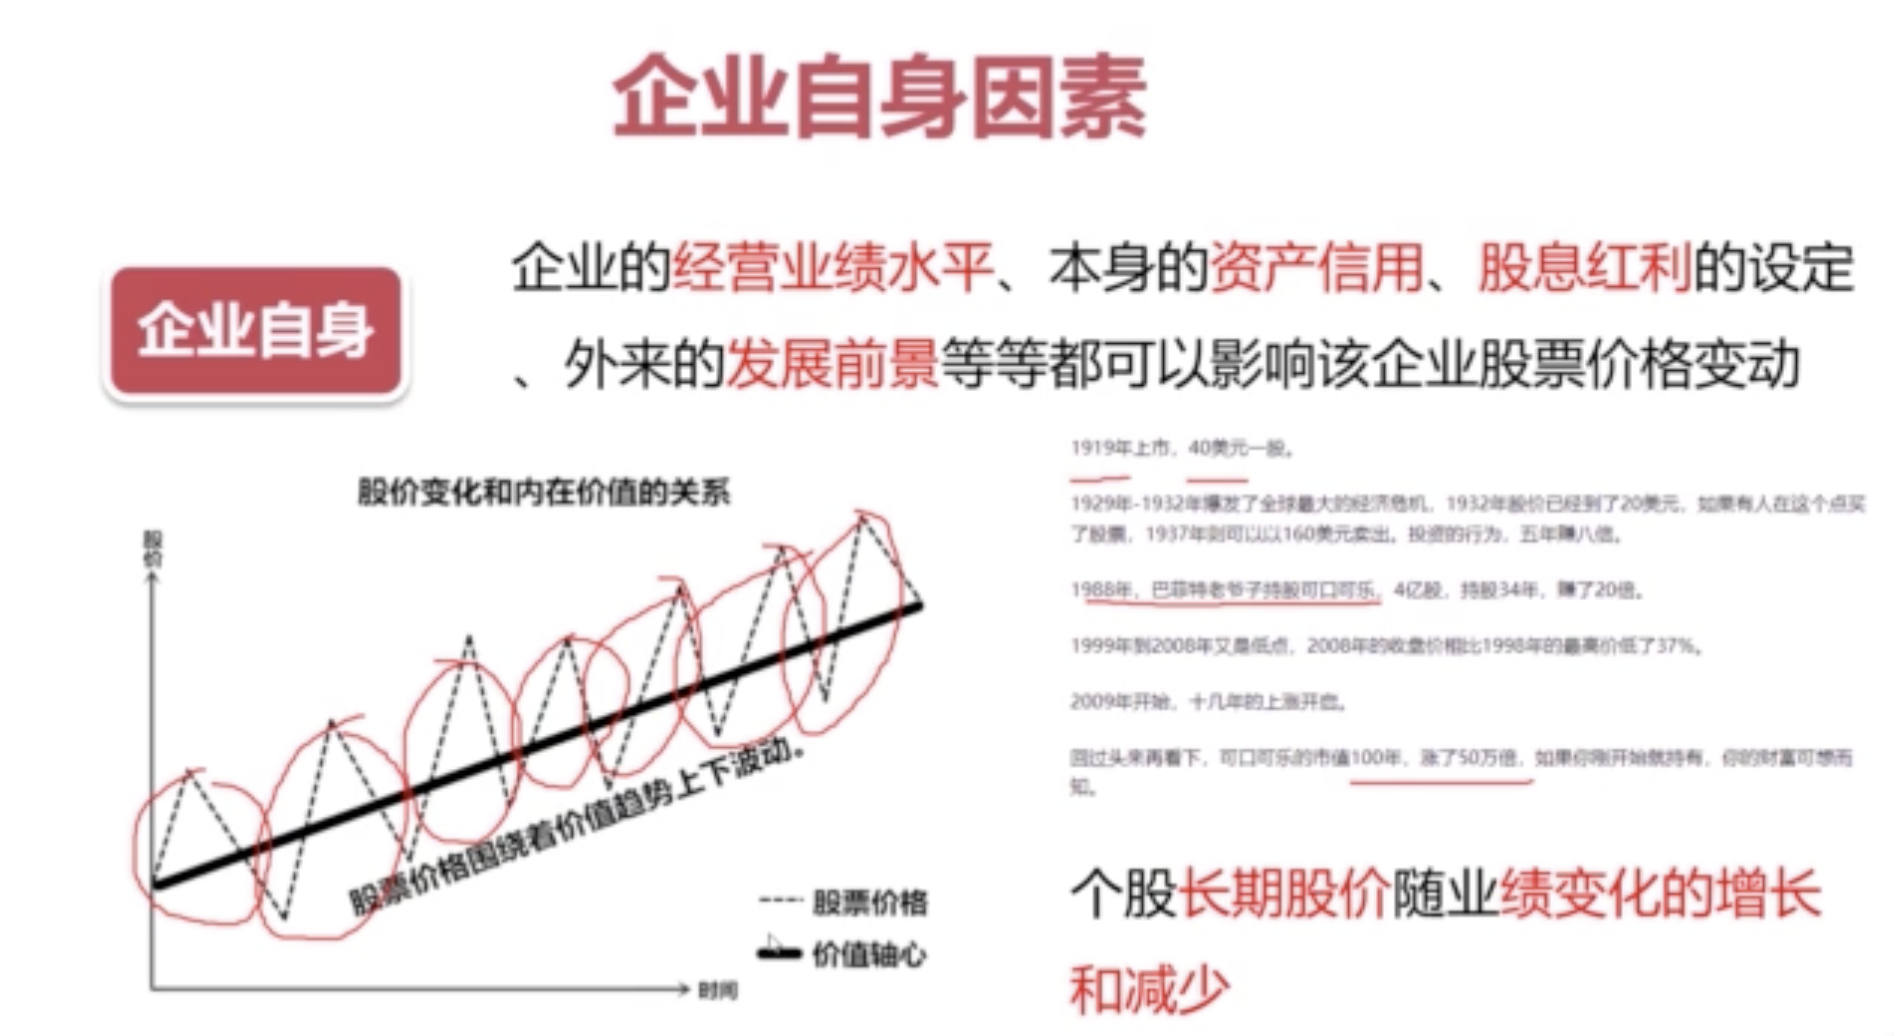 企业自身因素
企业自身
企业的经营业绩水平、本身的资产信用、股息红利的设定
、外来的发展前景等等都可以影响该企业股票价格变动
股价变化和内在价值的关系
股价
股票价格围绕着价值趋势上下波动。
股票价格
价值轴心
时间
1919年上市，40美元一股。
1929年-1932年爆发了全球最大的经济危机，1932年股价已经到了20美元，如果有人在这个点买
了股票，1937年则可以以160美元卖出。投资的行为，五年赚八倍。
1988年，巴菲特老爷子持股可口可乐，4亿股，持股34年，赚了20倍。
1999年到2008年又是低点，2008年的收盘价相比1998年的最高价低了37%。
2009年开始，十几年的上涨开启。
回过头来再看下，可口可乐的市值100年，涨了50万倍，如果你刚开始就持有，你的财富可想而
知。
个股长期股价随业绩变化的增长
和减少